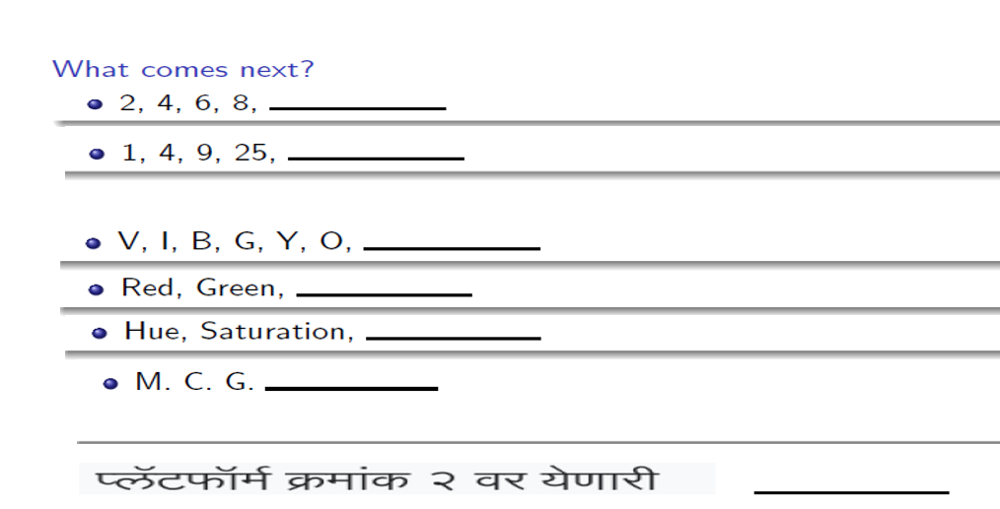 What comes next?
2, 4, 6, 8,
1, 4, 9, 25,
V, I, B, G, Y, O,
Red, Green,
Hue, Saturation,
M. C. G.
प्लॅटफॉर्म क्रमांक २ वर येणारी